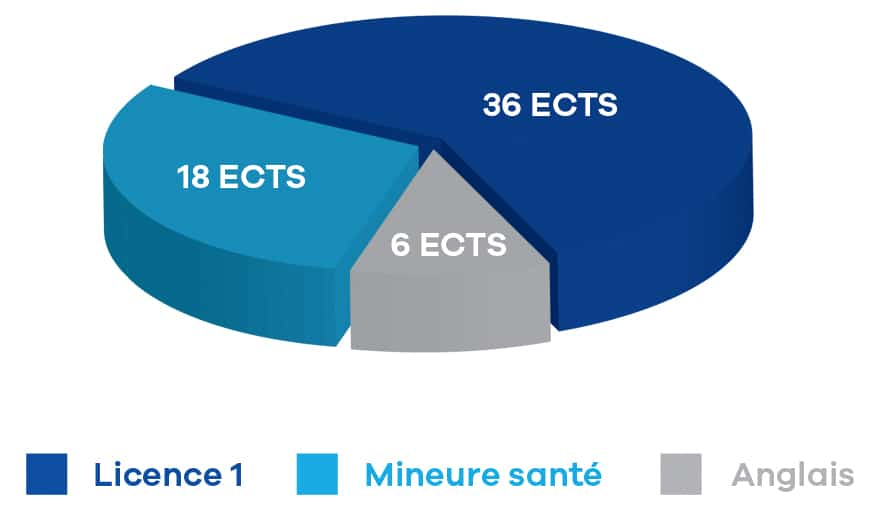 36 ECTS
18 ECTS
6 ECTS
Licence 1
Mineure santé
Anglais